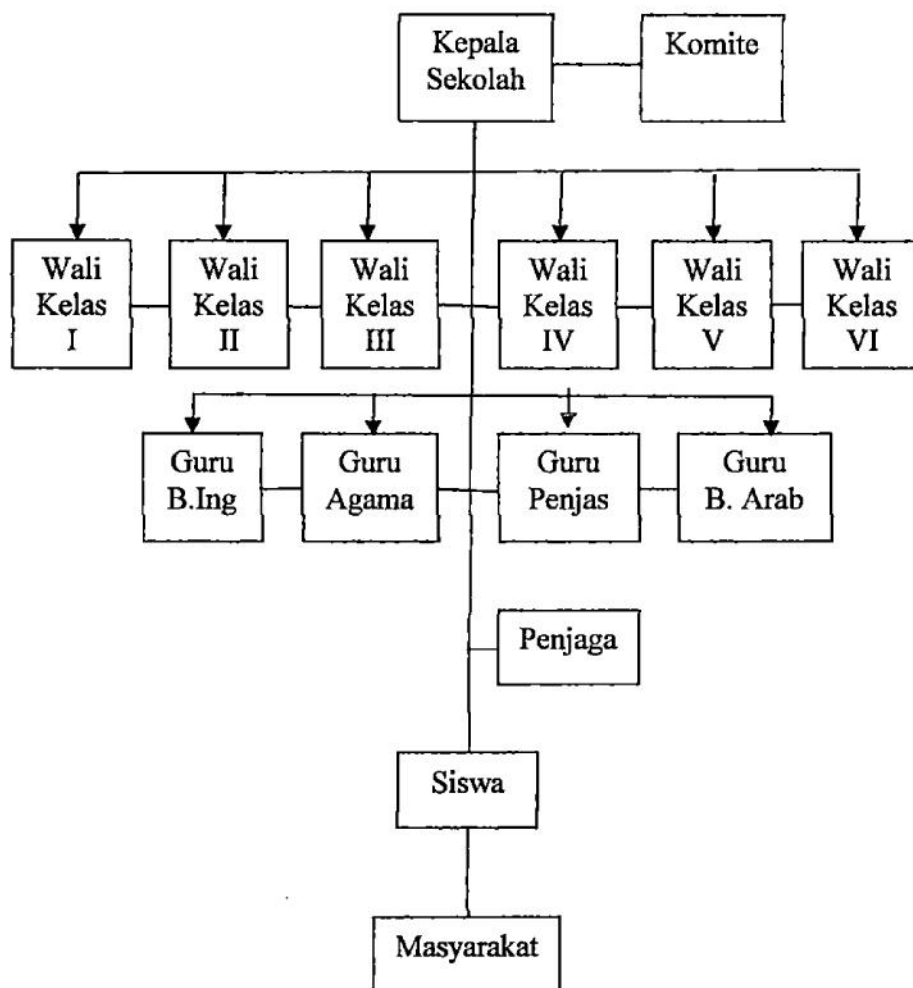 Kepala
Sekolah
Komite
Wali
Kelas
I
Wali
Kelas
II
Wali
Kelas
III
Wali
Kelas
IV
Wali
Kelas
V
Wali
Kelas
VI
Guru
B.Ing
Guru
Agama
Guru
Penjas
Guru
B. Arab
Penjaga
Siswa
Masyarakat